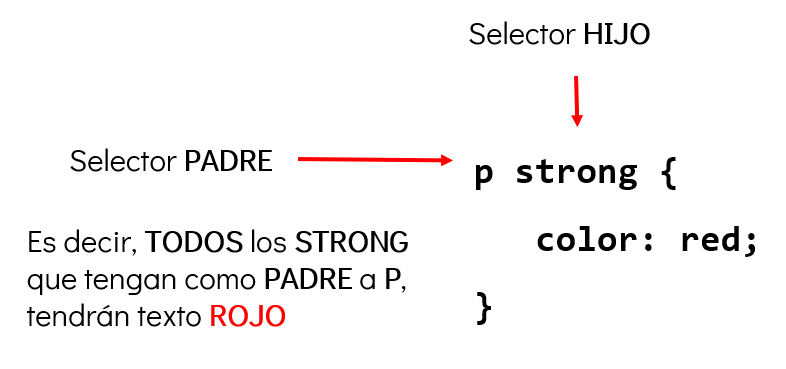 Selector HIJO
Selector PADRE
p strong {
Es decir, TODOS los STRONG
que tengan como PADRE a P,
tendrán texto ROJO
color: red;
}